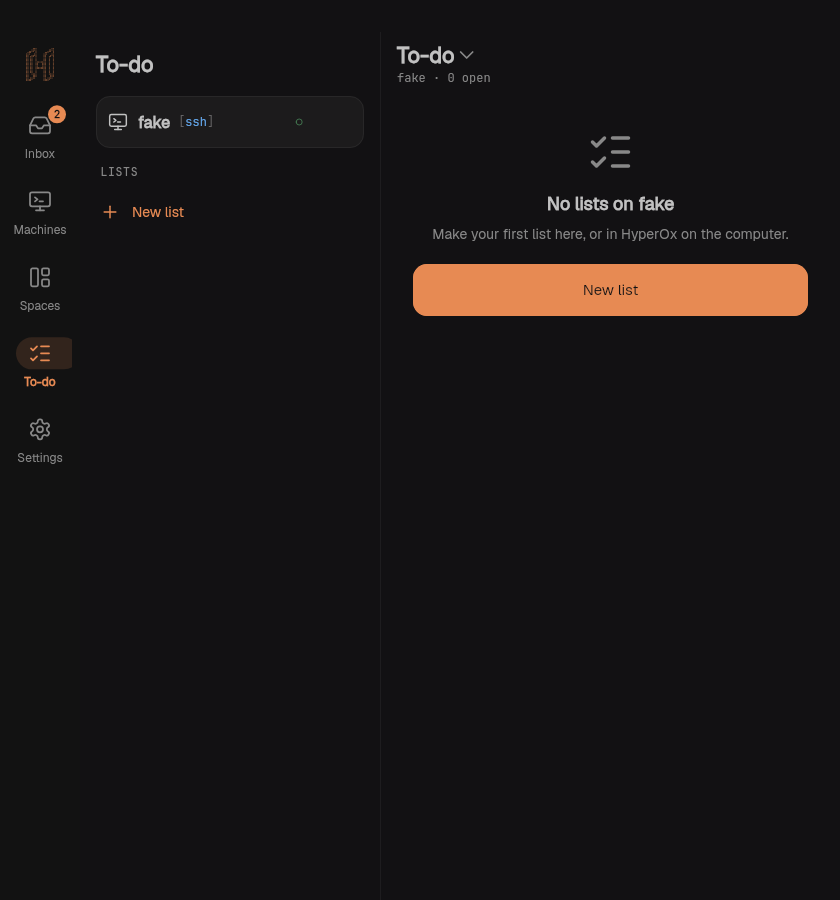 2
Inbox
Machines
Spaces
To-do
Settings
To-do
fake [ssh]
LISTS
New list
To-do
fake · 0 open
No lists on fake
Make your first list here, or in HyperOx on the computer.
New list